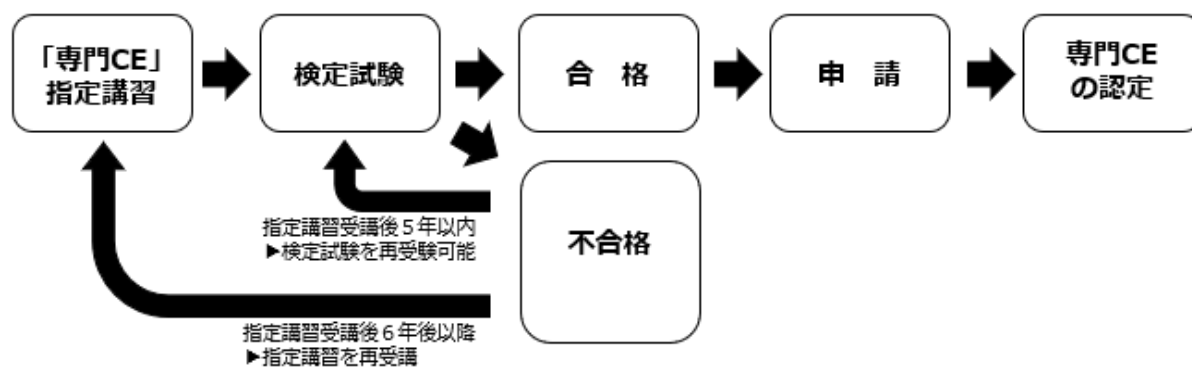 「専門CE」
指定講習
検定試験
合　格
申　請
専門CE
の認定
不合格
指定講習受講後５年以内
▶検定試験を再受験可能
指定講習受講後６年後以降
▶指定講習を再受講